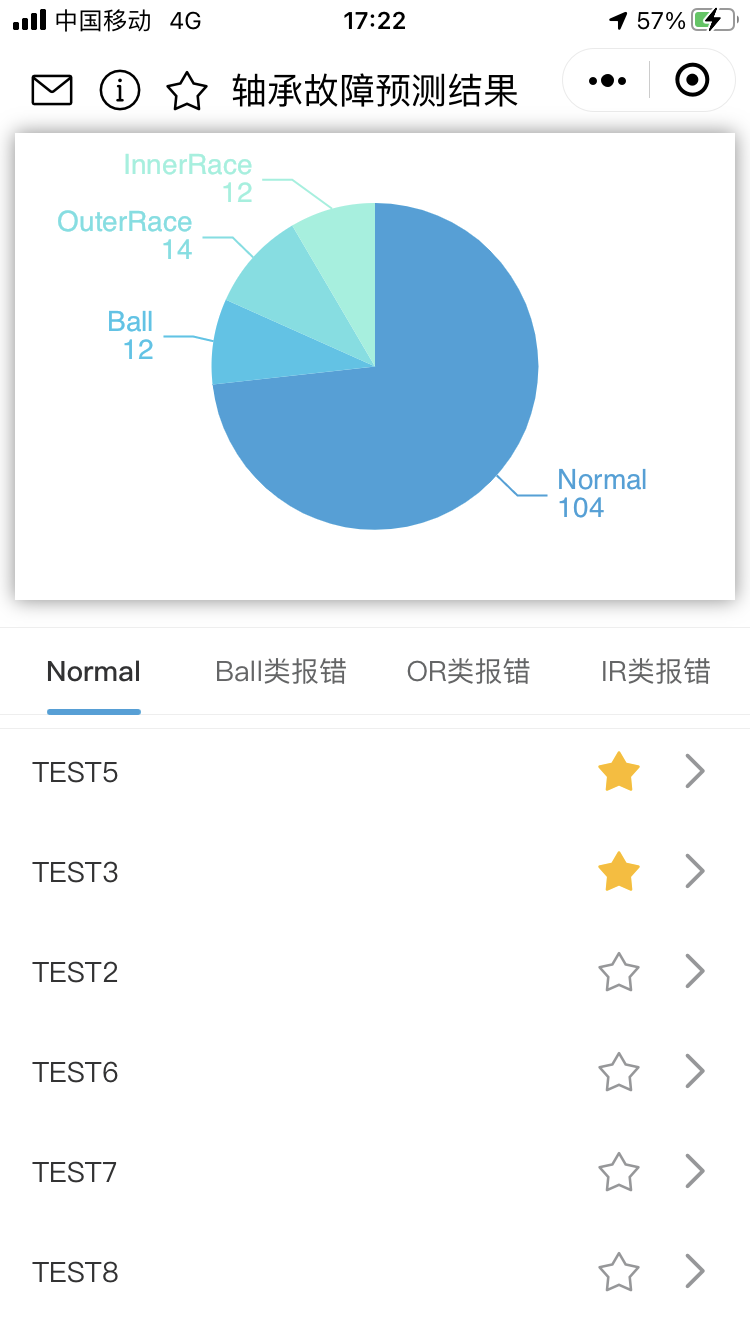 中国移动 4G 17:22 57%
轴承故障预测结果
InnerRace
12
OuterRace
14
Ball
12
Normal
104
Normal Ball类报错 OR类报错 IR类报错
TEST5
TEST3
TEST2
TEST6
TEST7
TEST8